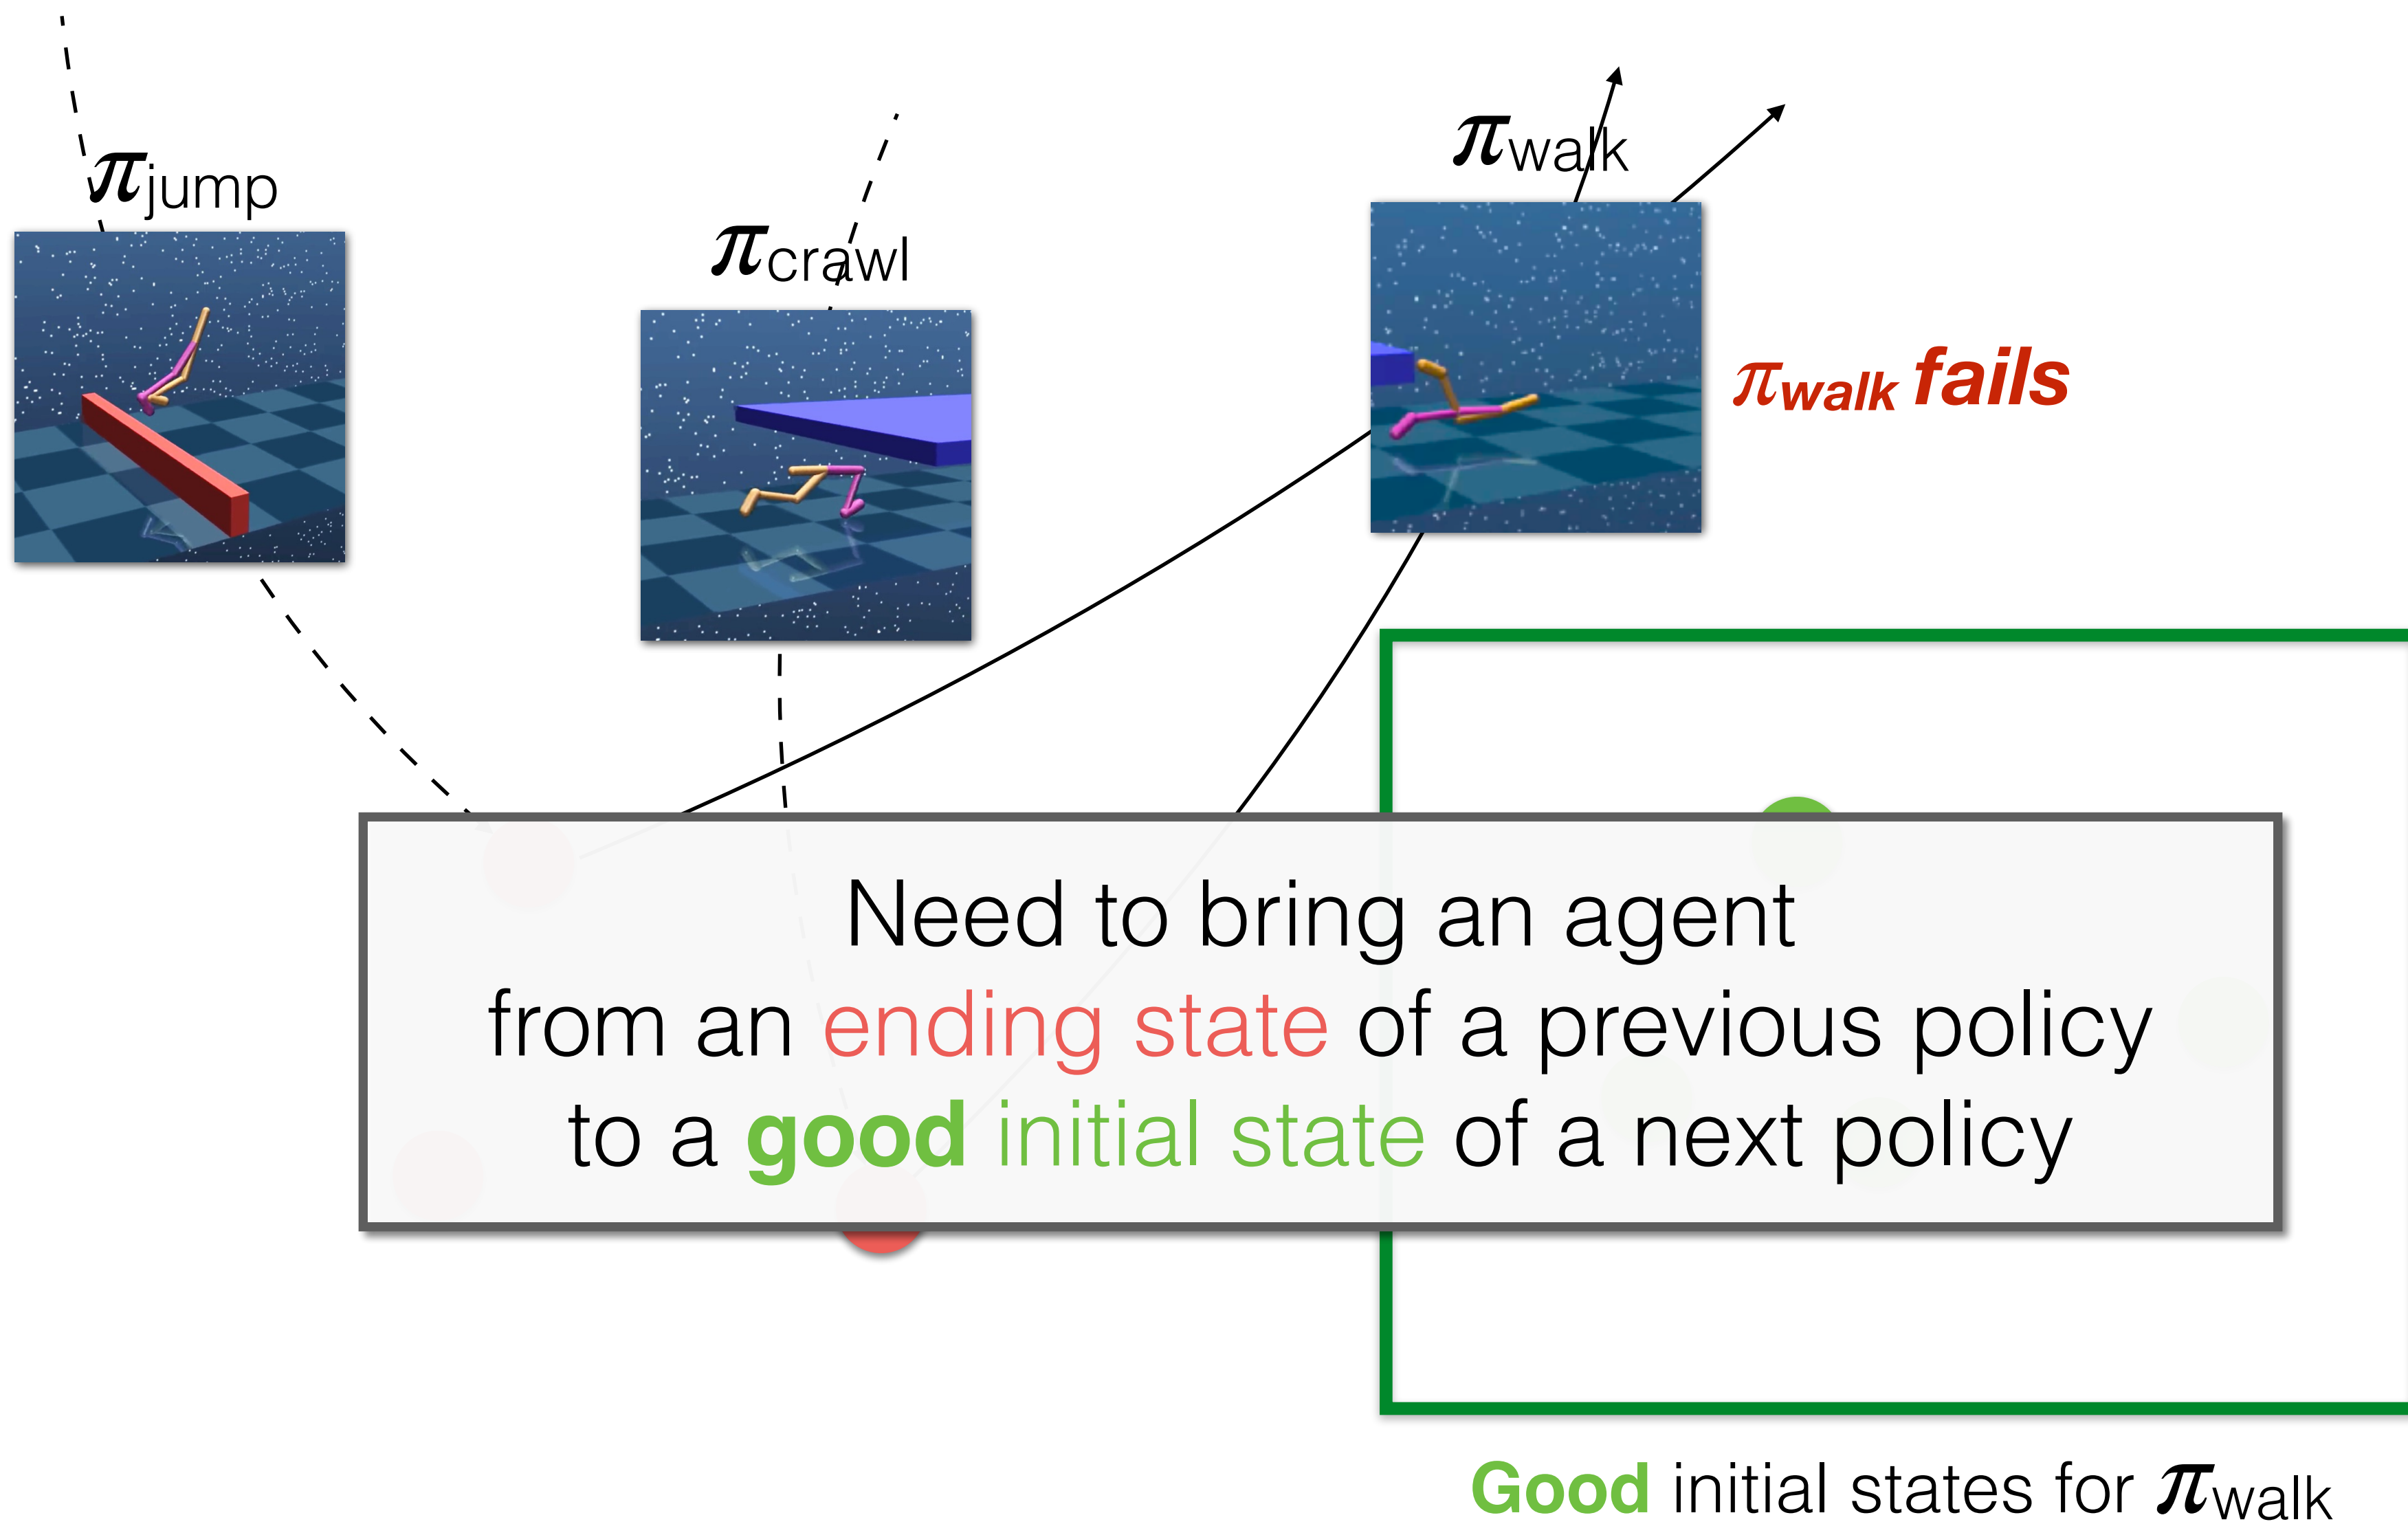 πwalk
πjump
πcrawl
πwalk fails
Need to bring an agent
from an ending state of a previous policy
to a good initial state of a next policy
Good initial states for πwalk